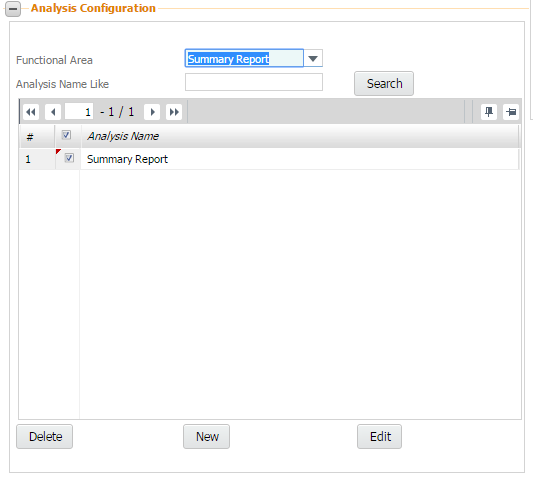 Analysis Configuration
Functional Area Summary Report
Analysis Name Like Search
1 - 1 / 1
# Analysis Name
1 Summary Report
Delete New Edit